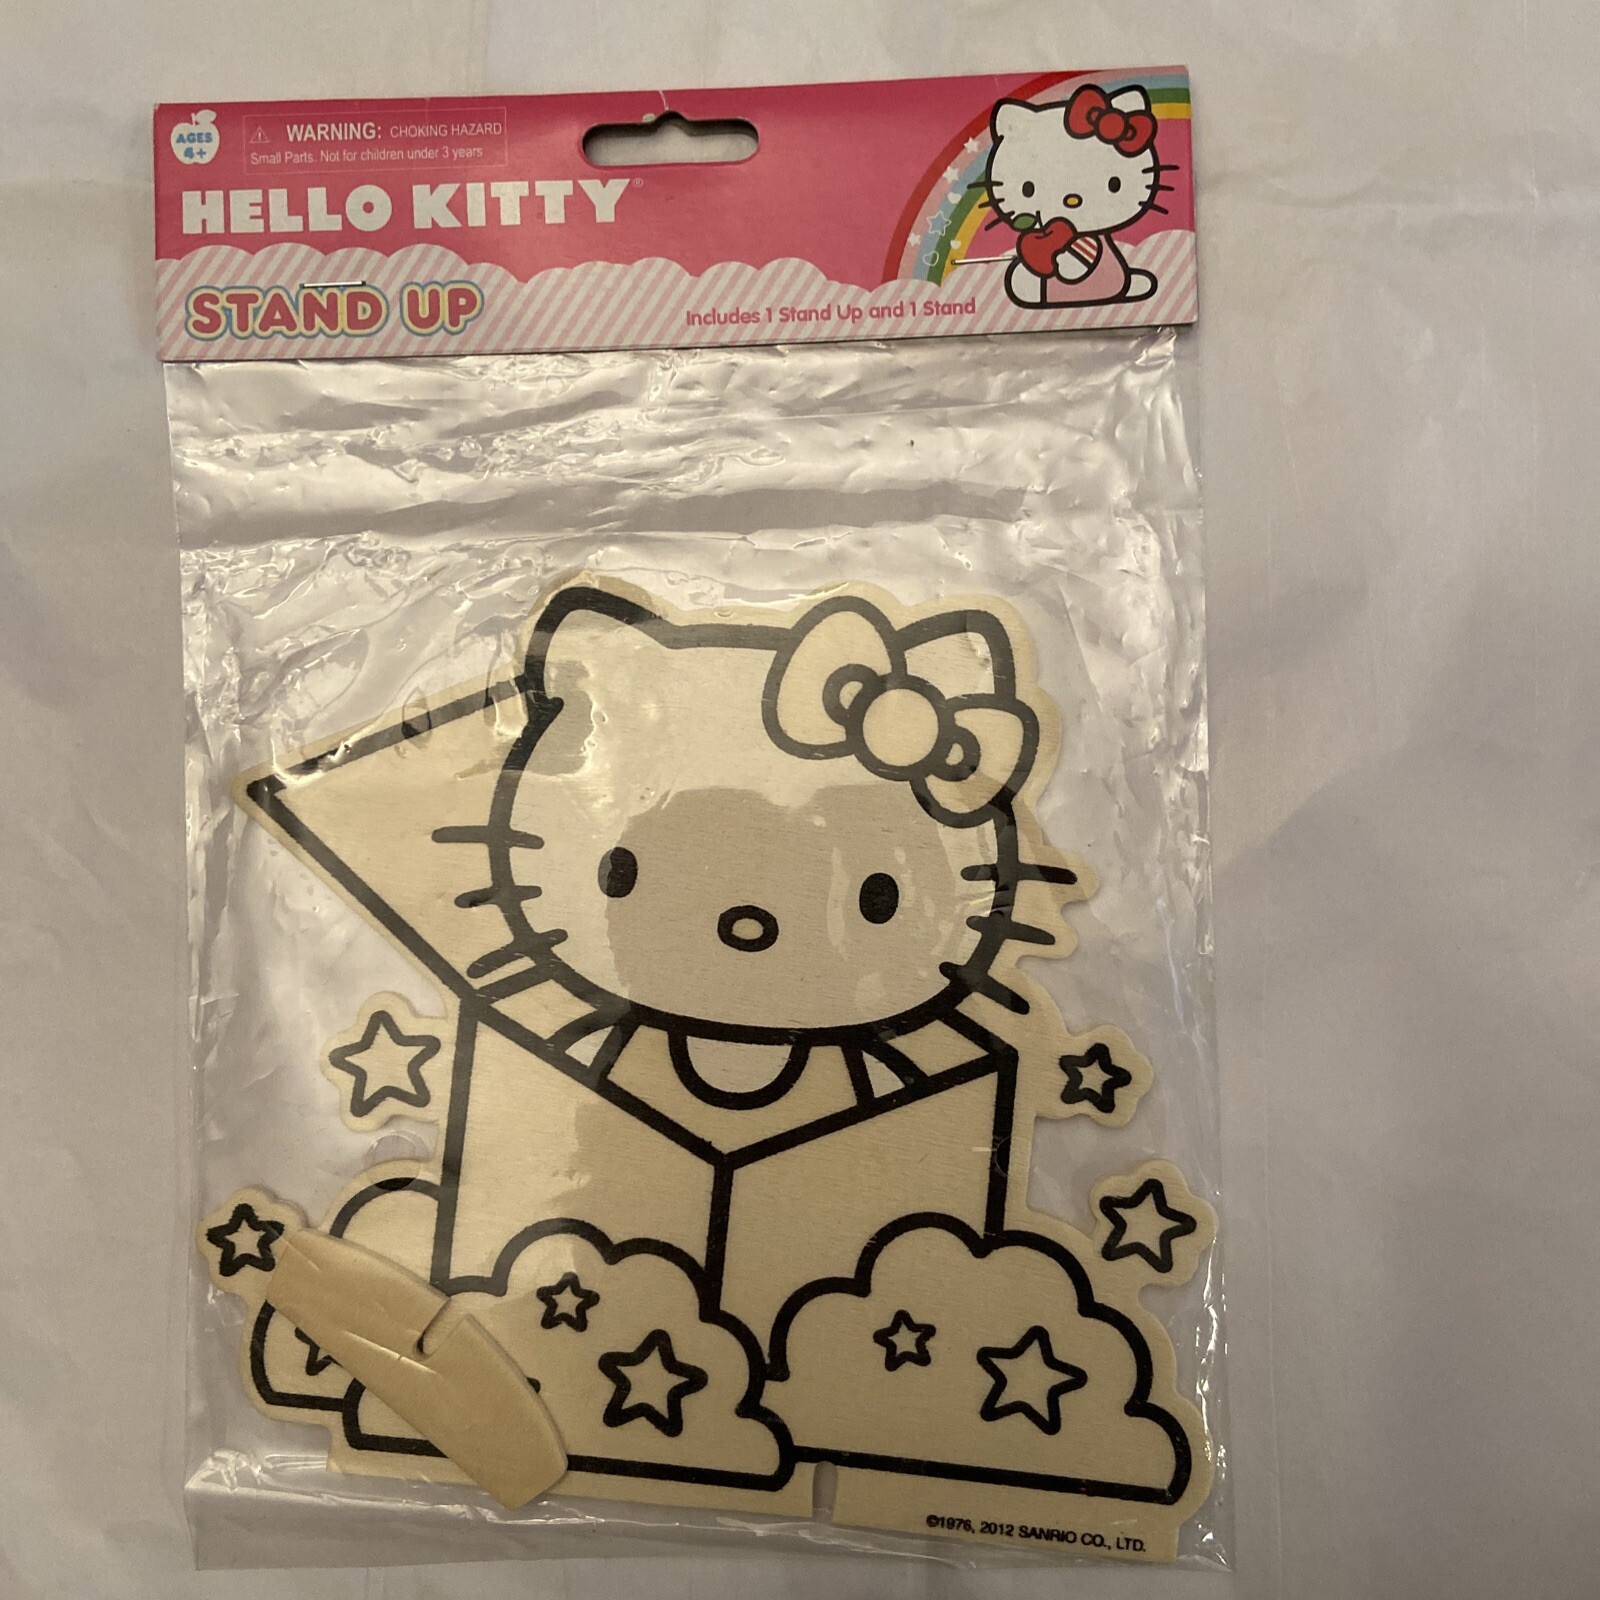 AGES
4+
WARNING: CHOKING HAZARD
Small Parts. Not for children under 3 years
HELLO KITTY®
STAND UP
Includes 1 Stand Up and 1 Stand
©1976, 2012 SANRIO CO., LTD.